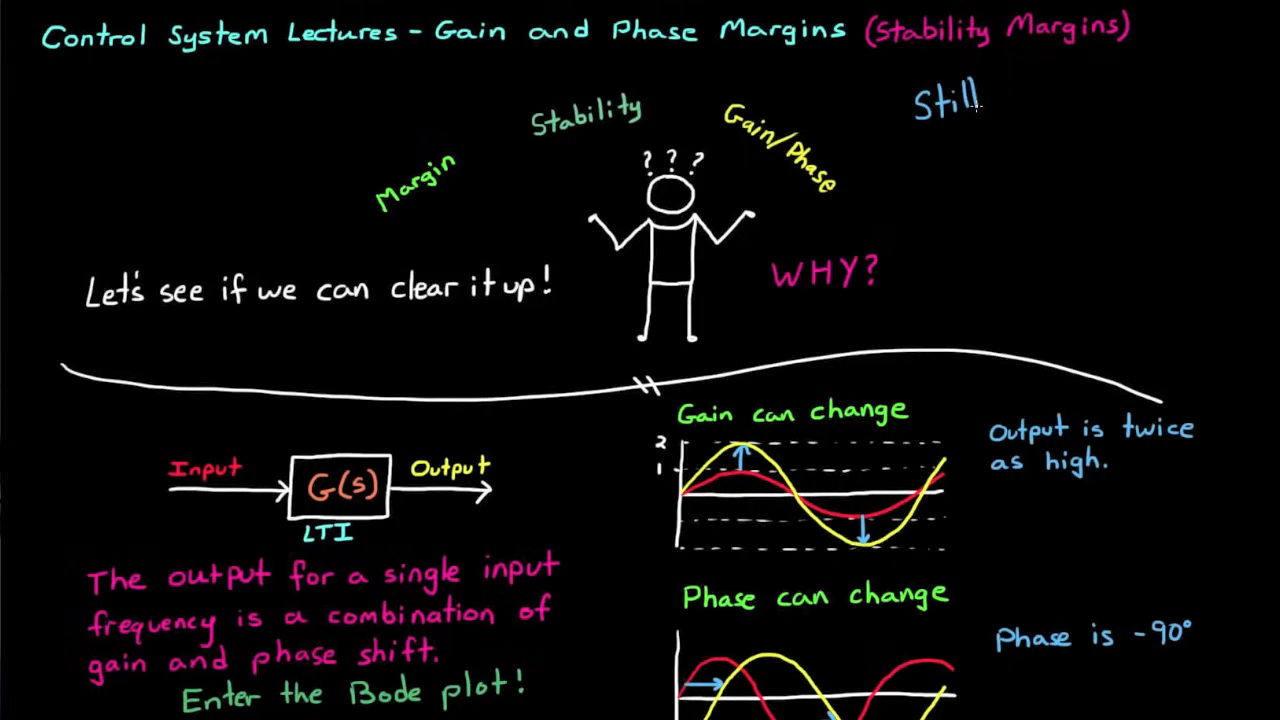 Control System Lectures - Gain and Phase Margins (Stability Margins)
Still
Stability
Gain/Phase
Margin
? ? ?
WHY?
Let's see if we can clear it up!
Gain can change
2
1
Output is twice
as high.
Input
G(s)
Output
LTI
The output for a single input
frequency is a combination of
gain and phase shift.
Enter the Bode plot!
Phase can change
Phase is -90°